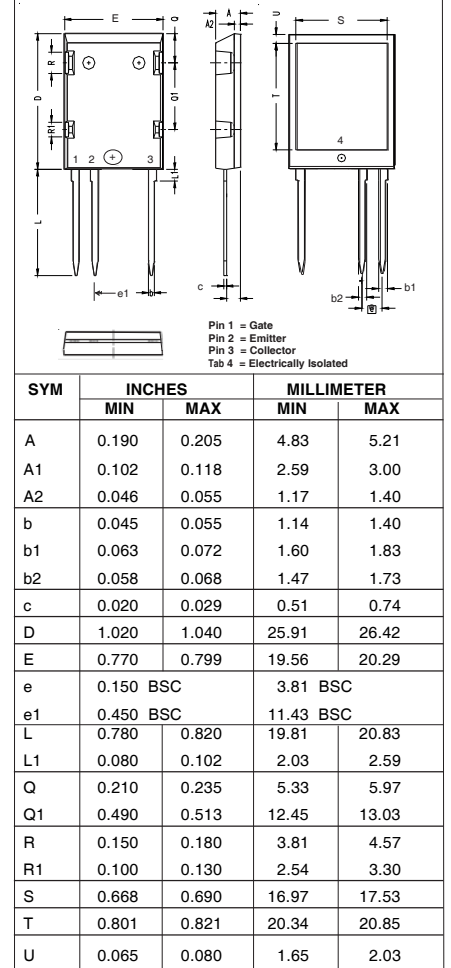 E
Q
A
A2
U
S
R
D
Q1
T
R1
4
1 2 3
L1
L
e1
b
c
b2
b1
e
Pin 1 = Gate
Pin 2 = Emitter
Pin 3 = Collector
Tab 4 = Electrically Isolated
SYM INCHES MILLIMETER
MIN MAX MIN MAX
A 0.190 0.205 4.83 5.21
A1 0.102 0.118 2.59 3.00
A2 0.046 0.055 1.17 1.40
b 0.045 0.055 1.14 1.40
b1 0.063 0.072 1.60 1.83
b2 0.058 0.068 1.47 1.73
c 0.020 0.029 0.51 0.74
D 1.020 1.040 25.91 26.42
E 0.770 0.799 19.56 20.29
e 0.150 BSC 3.81 BSC
e1 0.450 BSC 11.43 BSC
L 0.780 0.820 19.81 20.83
L1 0.080 0.102 2.03 2.59
Q 0.210 0.235 5.33 5.97
Q1 0.490 0.513 12.45 13.03
R 0.150 0.180 3.81 4.57
R1 0.100 0.130 2.54 3.30
S 0.668 0.690 16.97 17.53
T 0.801 0.821 20.34 20.85
U 0.065 0.080 1.65 2.03